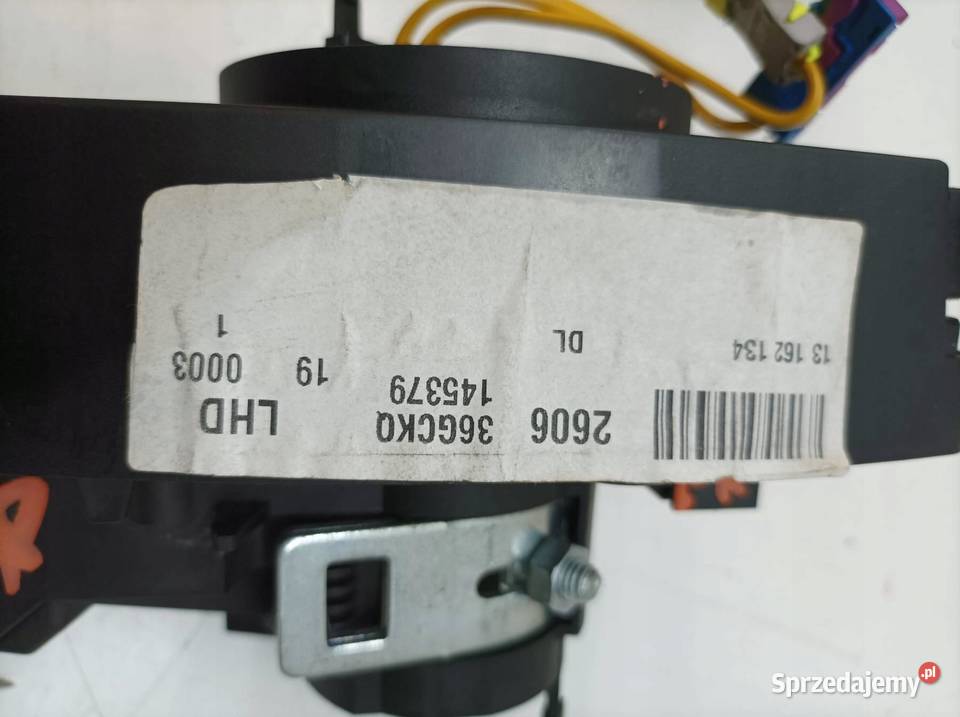 2606 36GCKQ LHD
145379
19 0003
13 162 134 DL 1
Sprzedajemy.pl